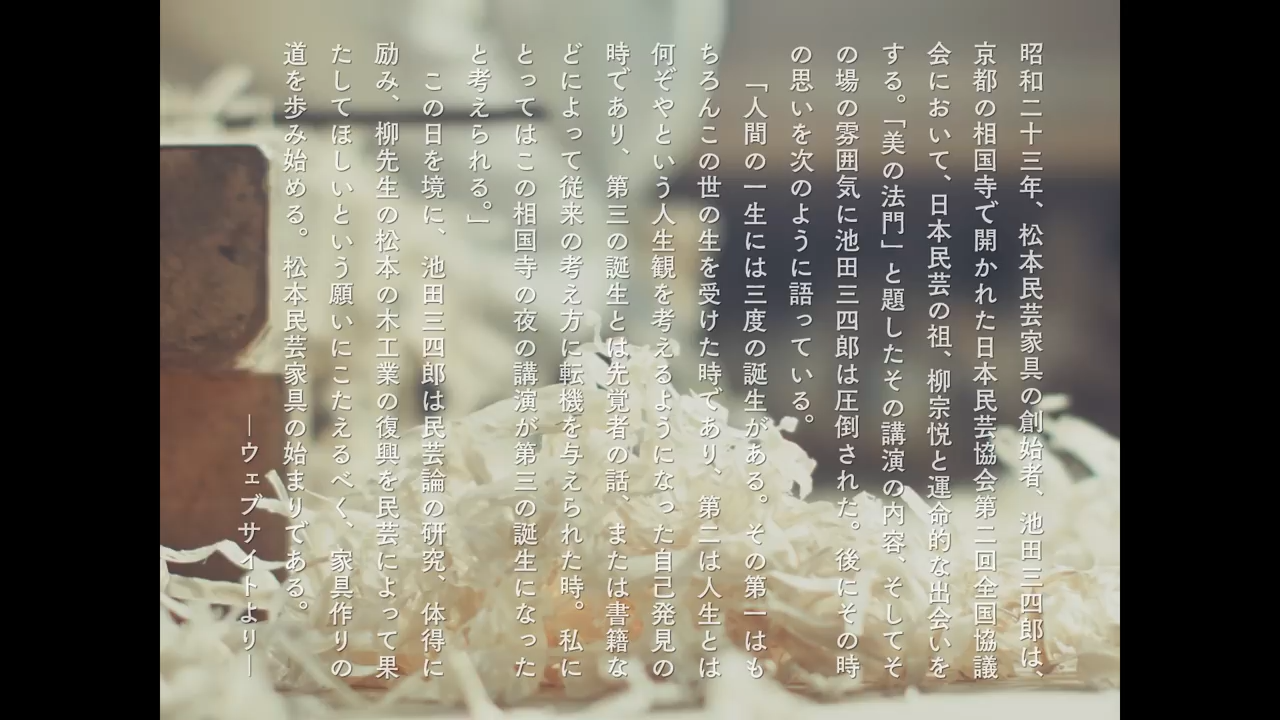 昭和二十三年、松本民芸家具の創始者、池田三四郎は、
京都の相国寺で開かれた日本民芸協会第二回全国協議
会において、日本民芸の祖、柳宗悦と運命的な出会いを
する。「美の法門」と題したその講演の内容、そしてそ
の場の雰囲気に池田三四郎は圧倒された。後にその時
の思いを次のように語っている。
「人間の一生には三度の誕生がある。その第一はも
ちろんこの世の生を受けた時であり、第二は人生とは
何ぞやという人生観を考えるようになった自己発見の
時であり、第三の誕生とは先覚者の話、または書籍な
どによって従来の考え方に転機を与えられた時。私に
とってはこの相国寺の夜の講演が第三の誕生になった
と考えられる。」
この日を境に、池田三四郎は民芸論の研究、体得に
励み、柳先生の松本の木工業の復興を民芸によって果
たしてほしいという願いにこたえるべく、家具作りの
道を歩み始める。松本民芸家具の始まりである。
―ウェブサイトより―